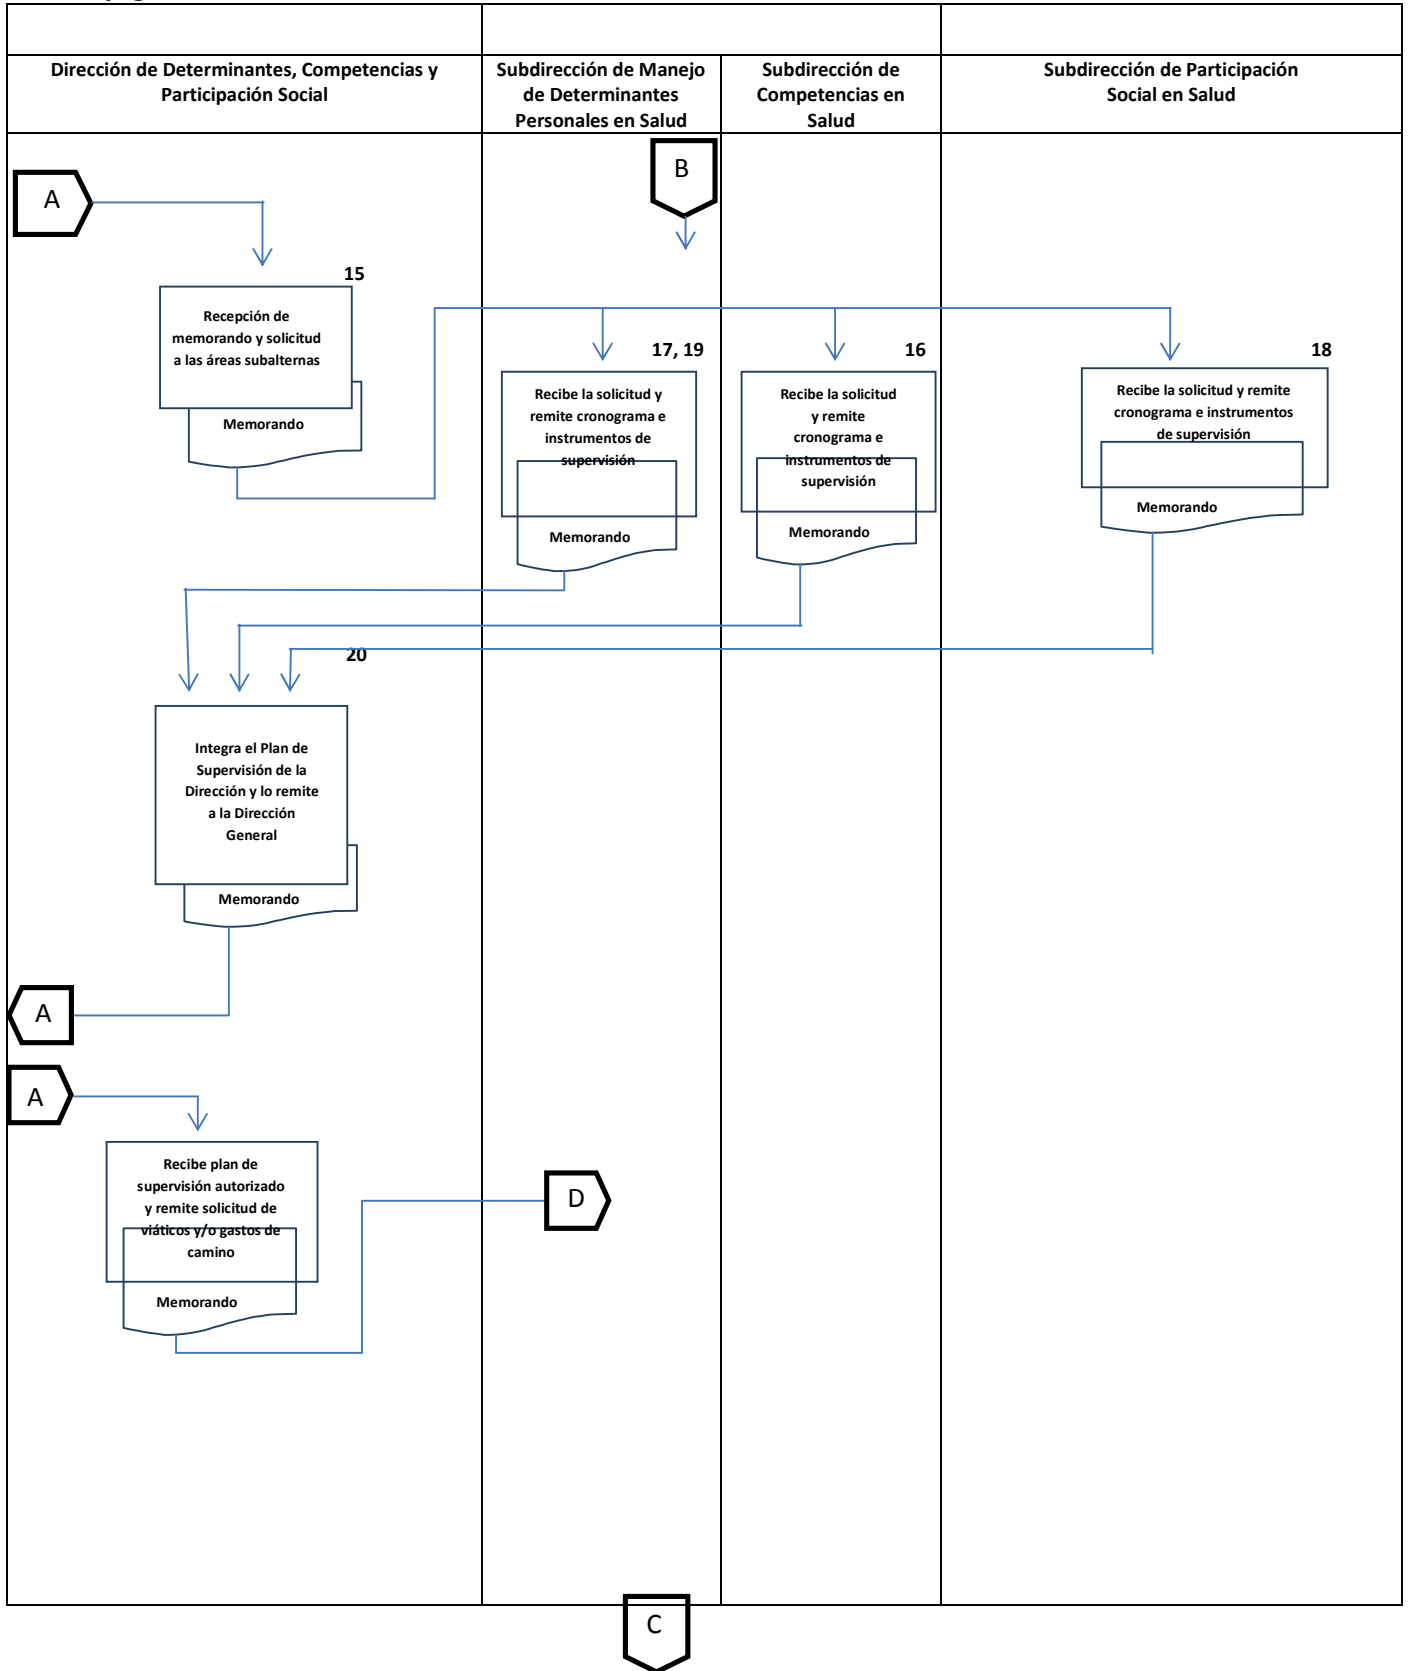 Dirección de Determinantes, Competencias y
Participación Social
Subdirección de Manejo
de Determinantes
Personales en Salud
Subdirección de
Competencias en
Salud
Subdirección de Participación
Social en Salud
B
A
15
Recepción de
memorando y solicitud
a las áreas subalternas
Memorando
17, 19
Recibe la solicitud y
remite cronograma e
instrumentos de
supervisión
Memorando
16
Recibe la solicitud
y remite
cronograma e
instrumentos de
supervisión
Memorando
18
Recibe la solicitud y remite
cronograma e instrumentos
de supervisión
Memorando
20
Integra el Plan de
Supervisión de la
Dirección y lo remite
a la Dirección
General
Memorando
A
A
Recibe plan de
supervisión autorizado
y remite solicitud de
viáticos y/o gastos de
camino
Memorando
D
C